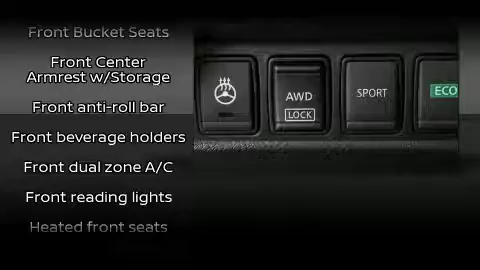 Front Bucket Seats
Front Center
Armrest w/Storage
Front anti-roll bar
Front beverage holders
Front dual zone A/C
Front reading lights
Heated front seats
AWD
LOCK
SPORT
ECO